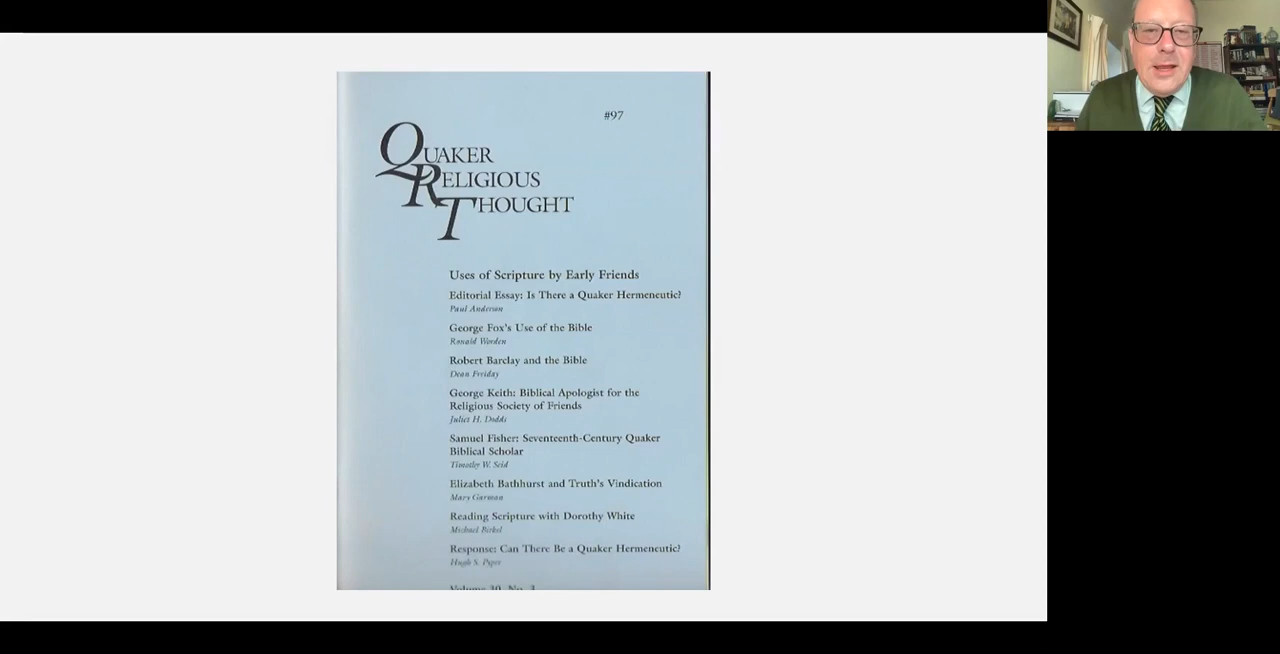 #97
QUAKER
RELIGIOUS
THOUGHT
Uses of Scripture by Early Friends
Editorial Essay: Is There a Quaker Hermeneutic?
Paul Anderson
George Fox's Use of the Bible
Ronald Worden
Robert Barclay and the Bible
Dean Freiday
George Keith: Biblical Apologist for the
Religious Society of Friends
Juliet H. Dodds
Samuel Fisher: Seventeenth-Century Quaker
Biblical Scholar
Timothy W. Seid
Elizabeth Bathhurst and Truth's Vindication
Mary Garman
Reading Scripture with Dorothy White
Michael Birkel
Response: Can There Be a Quaker Hermeneutic?
Hugh S. Pyper
Volume 30, No. 3